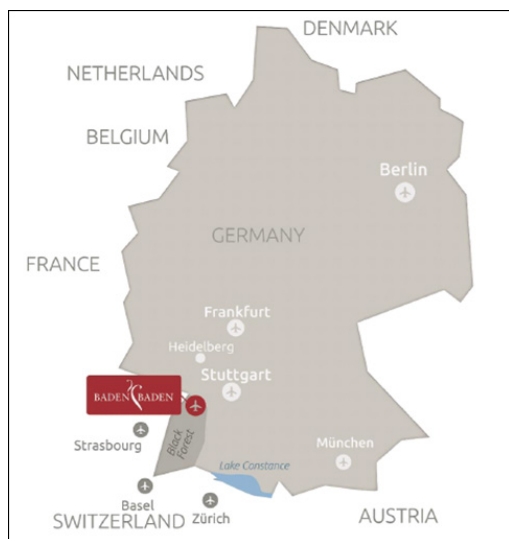 DENMARK
NETHERLANDS
BELGIUM
Berlin
GERMANY
FRANCE
Frankfurt
Heidelberg
Stuttgart
BADEN BADEN
Strasbourg
Black
Forest
München
Lake Constance
Basel
Zürich
SWITZERLAND
AUSTRIA